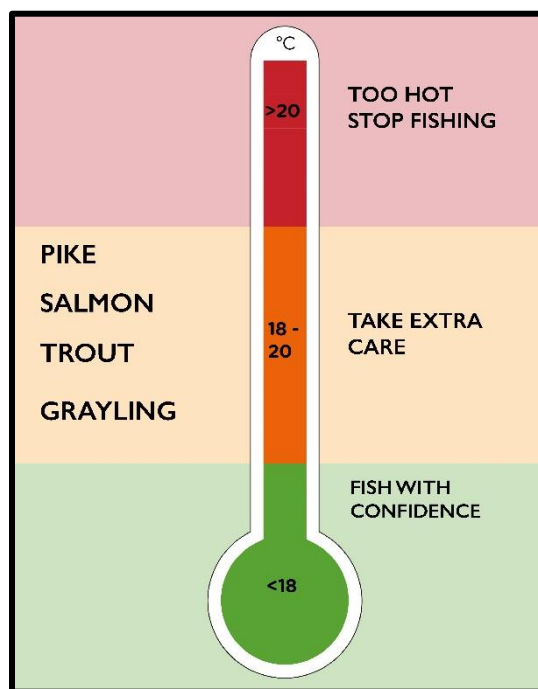 °C
>20
TOO HOT
STOP FISHING
PIKE
SALMON
TROUT
GRAYLING
18 -
20
TAKE EXTRA
CARE
FISH WITH
CONFIDENCE
<18